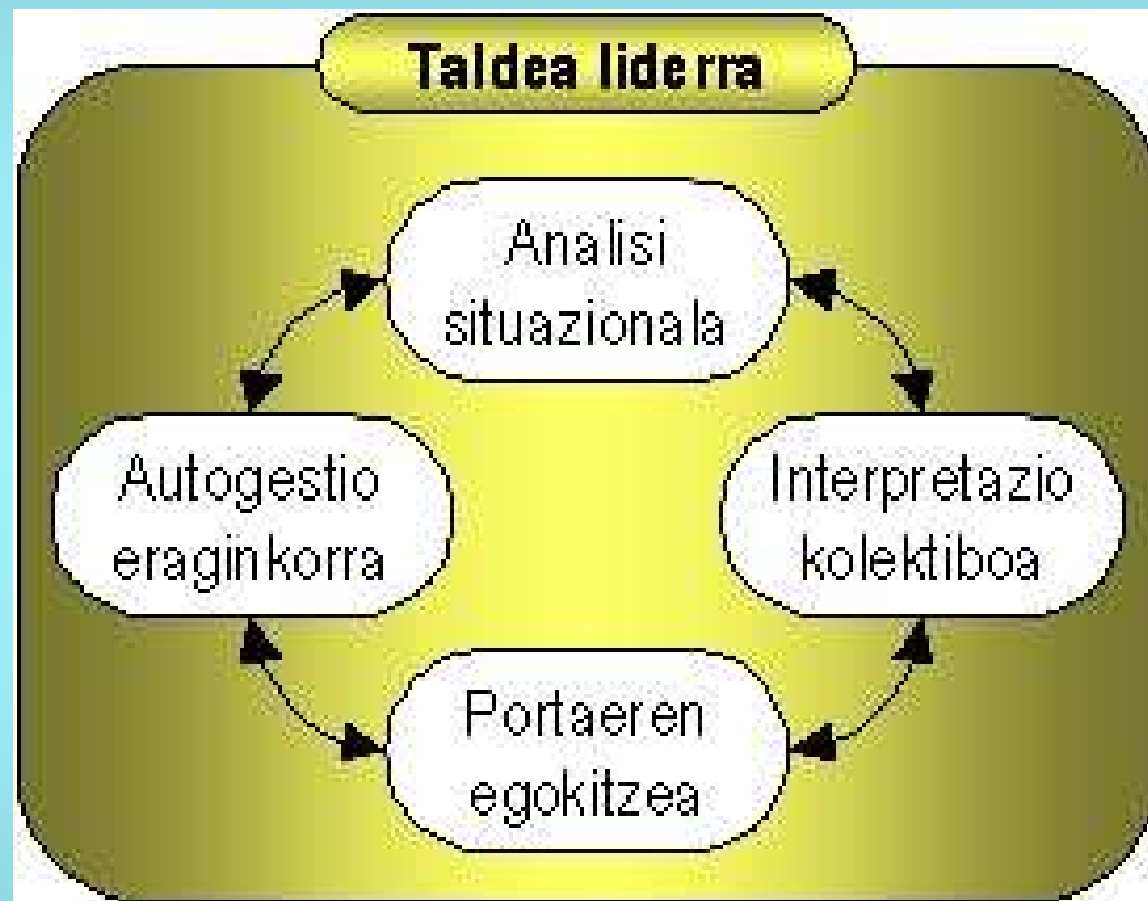 Taldea liderra
Analisi
situazionala
Autogestio
eraginkorra
Interpretazio
kolektiboa
Portaeren
egokitzea